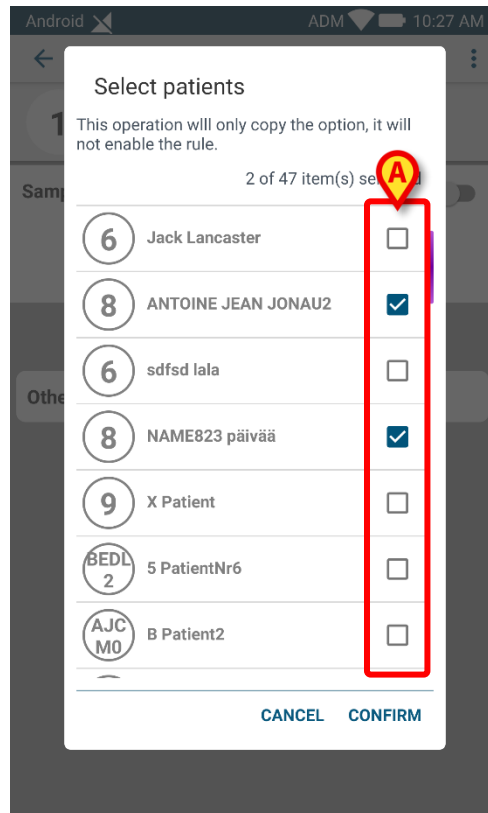 Android ADM 10:27 AM
Select patients
1
This operation will only copy the option, it will
not enable the rule.
2 of 47 item(s)
A
Samp
6 Jack Lancaster
8 ANTOINE JEAN JONAU2
6 sdfsd lala
Othe
8 NAME823 päivää
9 X Patient
BEDL
2
5 PatientNr6
AJC
M0
B Patient2
CANCEL CONFIRM